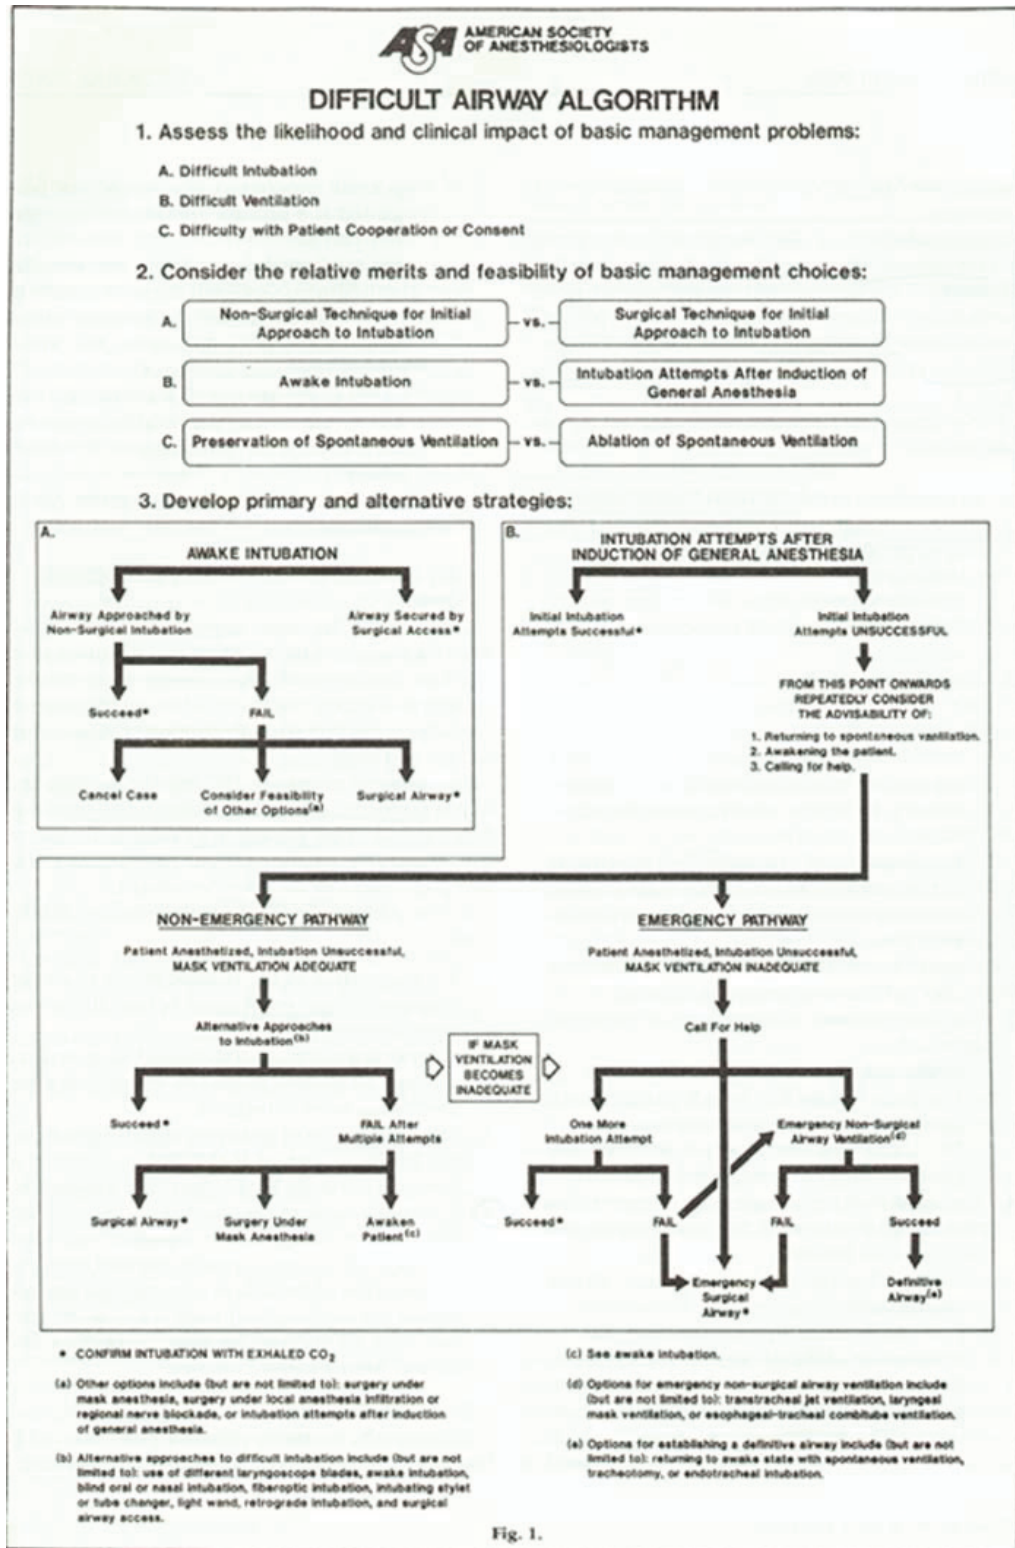 ASA AMERICAN SOCIETY
OF ANESTHESIOLOGISTS
DIFFICULT AIRWAY ALGORITHM
1. Assess the likelihood and clinical impact of basic management problems:
A. Difficult Intubation
B. Difficult Ventilation
C. Difficulty with Patient Cooperation or Consent
2. Consider the relative merits and feasibility of basic management choices:
A.
Non-Surgical Technique for Initial
Approach to Intubation
- vs. -
Surgical Technique for Initial
Approach to Intubation
B.
Awake Intubation
- vs. -
Intubation Attempts After Induction of
General Anesthesia
C.
Preservation of Spontaneous Ventilation
- vs. -
Ablation of Spontaneous Ventilation
3. Develop primary and alternative strategies:
A.
AWAKE INTUBATION
Airway Approached by
Non-Surgical Intubation
Airway Secured by
Surgical Access*
Succeed*
FAIL
Cancel Case
Consider Feasibility
of Other Options(a)
Surgical Airway*
B.
INTUBATION ATTEMPTS AFTER
INDUCTION OF GENERAL ANESTHESIA
Initial Intubation
Attempts Successful*
Initial Intubation
Attempts UNSUCCESSFUL
FROM THIS POINT ONWARDS
REPEATEDLY CONSIDER
THE ADVISABILITY OF:
1. Returning to spontaneous ventilation.
2. Awakening the patient.
3. Calling for help.
NON-EMERGENCY PATHWAY
Patient Anesthetized, Intubation Unsuccessful,
MASK VENTILATION ADEQUATE
Alternative Approaches
to Intubation(b)
Succeed*
FAIL After
Multiple Attempts
Surgical Airway*
Surgery Under
Mask Anesthesia
Awaken
Patient(c)
IF MASK
VENTILATION
BECOMES
INADEQUATE
EMERGENCY PATHWAY
Patient Anesthetized, Intubation Unsuccessful,
MASK VENTILATION INADEQUATE
Call For Help
One More
Intubation Attempt
Emergency Non-Surgical
Airway Ventilation(d)
Succeed*
FAIL
FAIL
Succeed
Emergency
Surgical
Airway*
Definitive
Airway(e)
* CONFIRM INTUBATION WITH EXHALED CO2
(a) Other options include (but are not limited to): surgery under
mask anesthesia, surgery under local anesthesia infiltration or
regional nerve blockade, or intubation attempts after induction
of general anesthesia.
(b) Alternative approaches to difficult intubation include (but are not
limited to): use of different laryngoscope blades, awake intubation,
blind oral or nasal intubation, fiberoptic intubation, intubating stylet
or tube changer, light wand, retrograde intubation, and surgical
airway access.
(c) See awake intubation.
(d) Options for emergency non-surgical airway ventilation include
(but are not limited to): transtracheal jet ventilation, laryngeal
mask ventilation, or esophageal-tracheal combitube ventilation.
(e) Options for establishing a definitive airway include (but are not
limited to): returning to awake state with spontaneous ventilation,
tracheotomy, or endotracheal intubation.
Fig. 1.